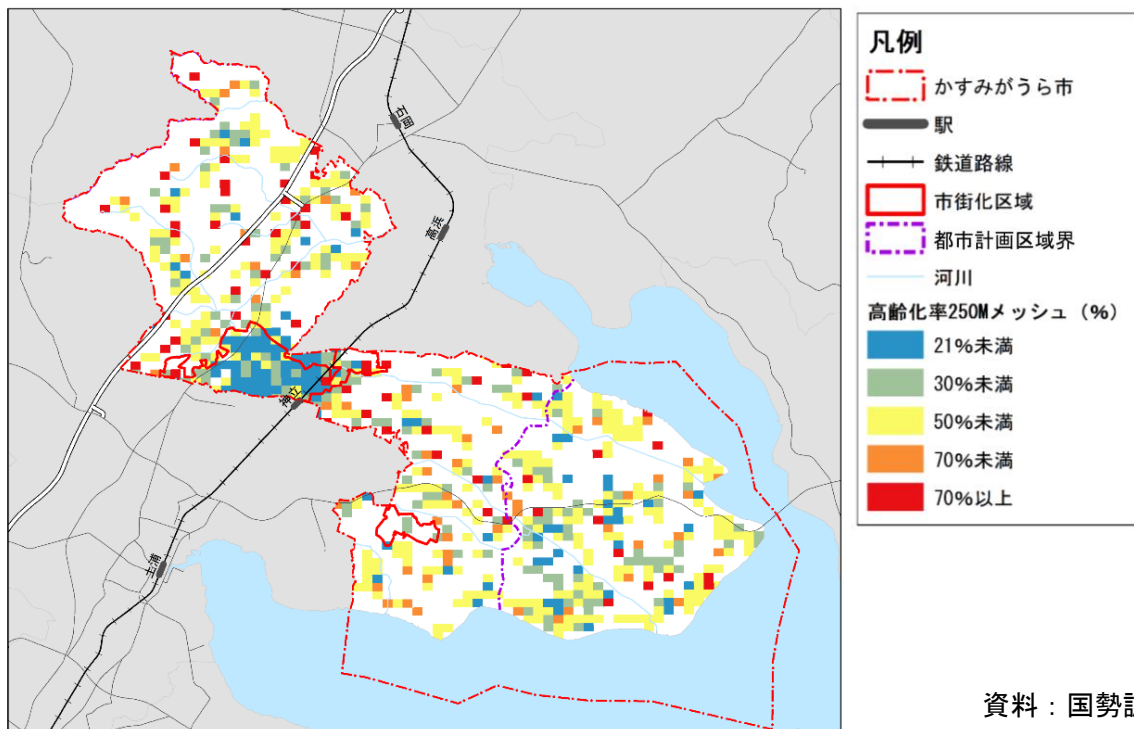 凡例
かすみがうら市
駅
鉄道路線
市街化区域
都市計画区域界
河川
高齢化率250Mメッシュ（%）
21%未満
30%未満
50%未満
70%未満
70%以上
石岡
高浜
神立
土浦
資料：国勢